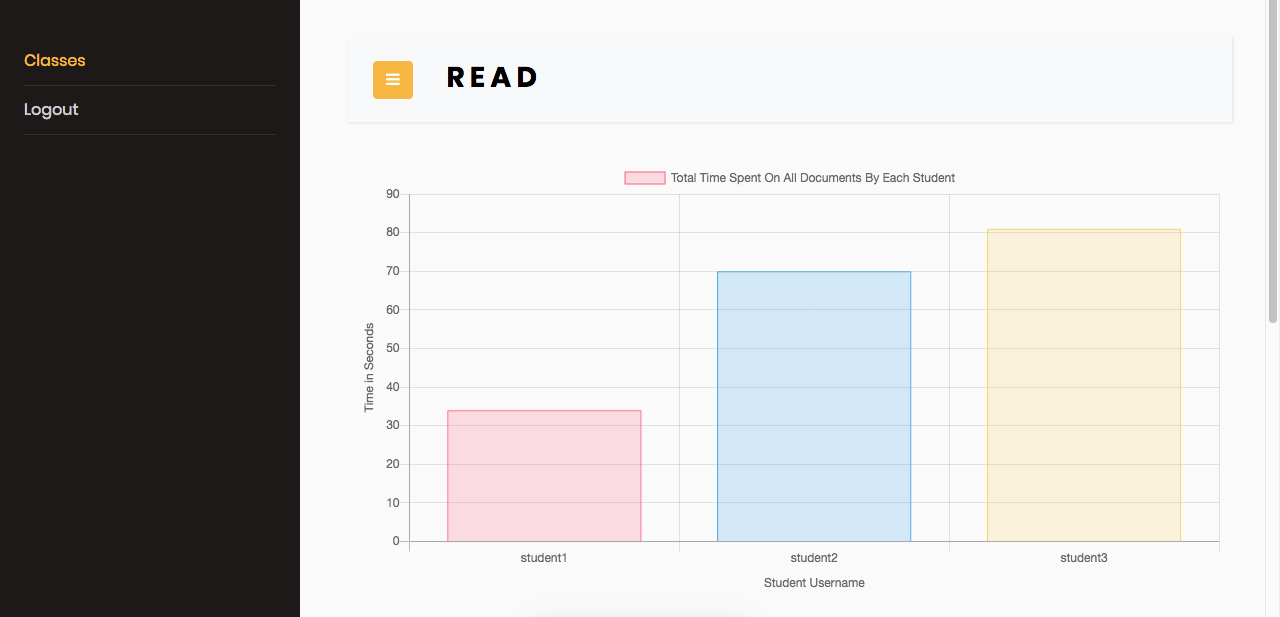 Classes
Logout
READ
Total Time Spent On All Documents By Each Student
90
80
70
60
50
40
30
20
10
0
Time in Seconds
student1
student2
student3
Student Username